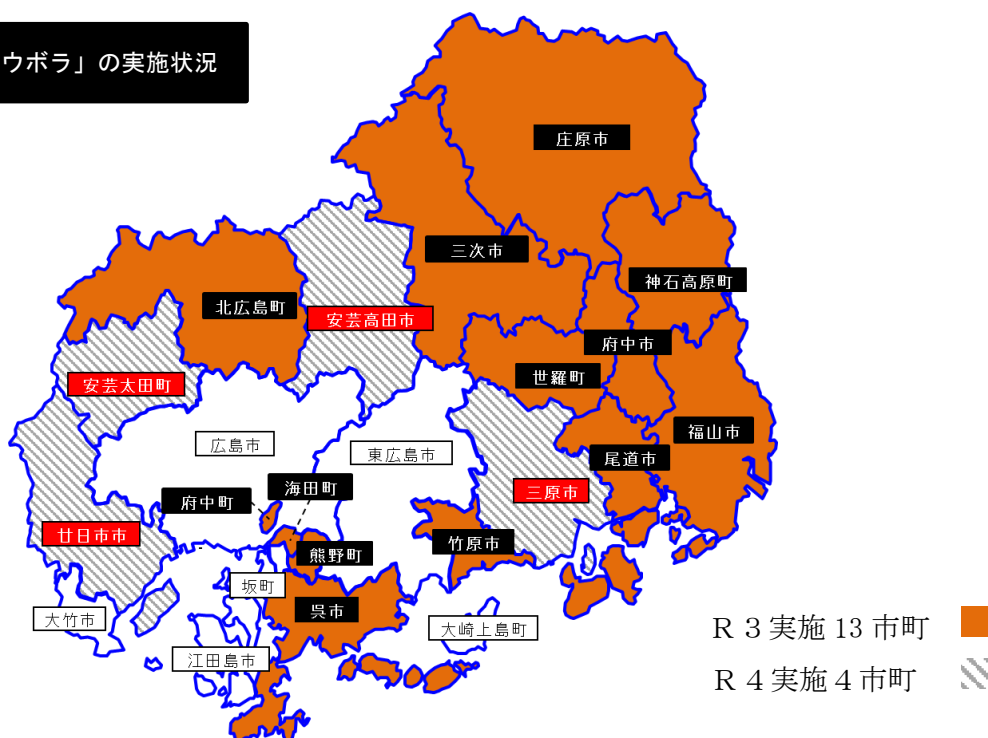 ウボラ」の実施状況
庄原市
三次市
神石高原町
北広島町
安芸高田市
府中市
世羅町
安芸太田町
福山市
広島市
東広島市
尾道市
海田町
三原市
府中町
廿日市市
竹原市
熊野町
坂町
呉市
大竹市
大崎上島町
江田島市
R3実施13市町
R4実施4市町